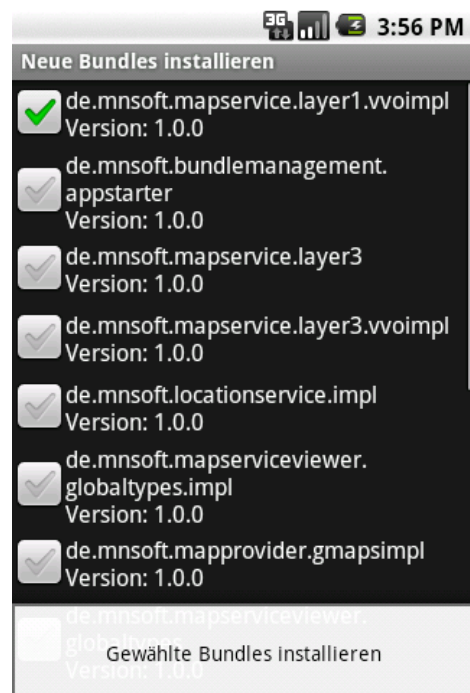 3G
3:56 PM
Neue Bundles installieren
de.mnsoft.mapservice.layer1.vvoimpl
Version: 1.0.0
de.mnsoft.bundlemanagement.
appstarter
Version: 1.0.0
de.mnsoft.mapservice.layer3
Version: 1.0.0
de.mnsoft.mapservice.layer3.vvoimpl
Version: 1.0.0
de.mnsoft.locationservice.impl
Version: 1.0.0
de.mnsoft.mapserviceviewer.
globaltypes.impl
Version: 1.0.0
de.mnsoft.mapprovider.gmapsimpl
Version: 1.0.0
de.mnsoft.mapserviceviewer.
globaltypes
Gewählte Bundles installieren
Version: